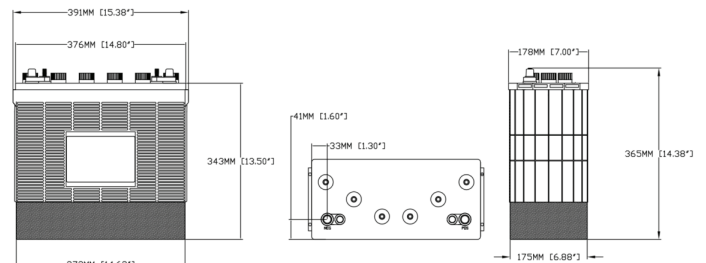 391MM [15.38"]
376MM [14.80"]
343MM [13.50"]
41MM [1.60"]
33MM [1.30"]
NEG
POS
178MM [7.00"]
365MM [14.38"]
175MM [6.88"]